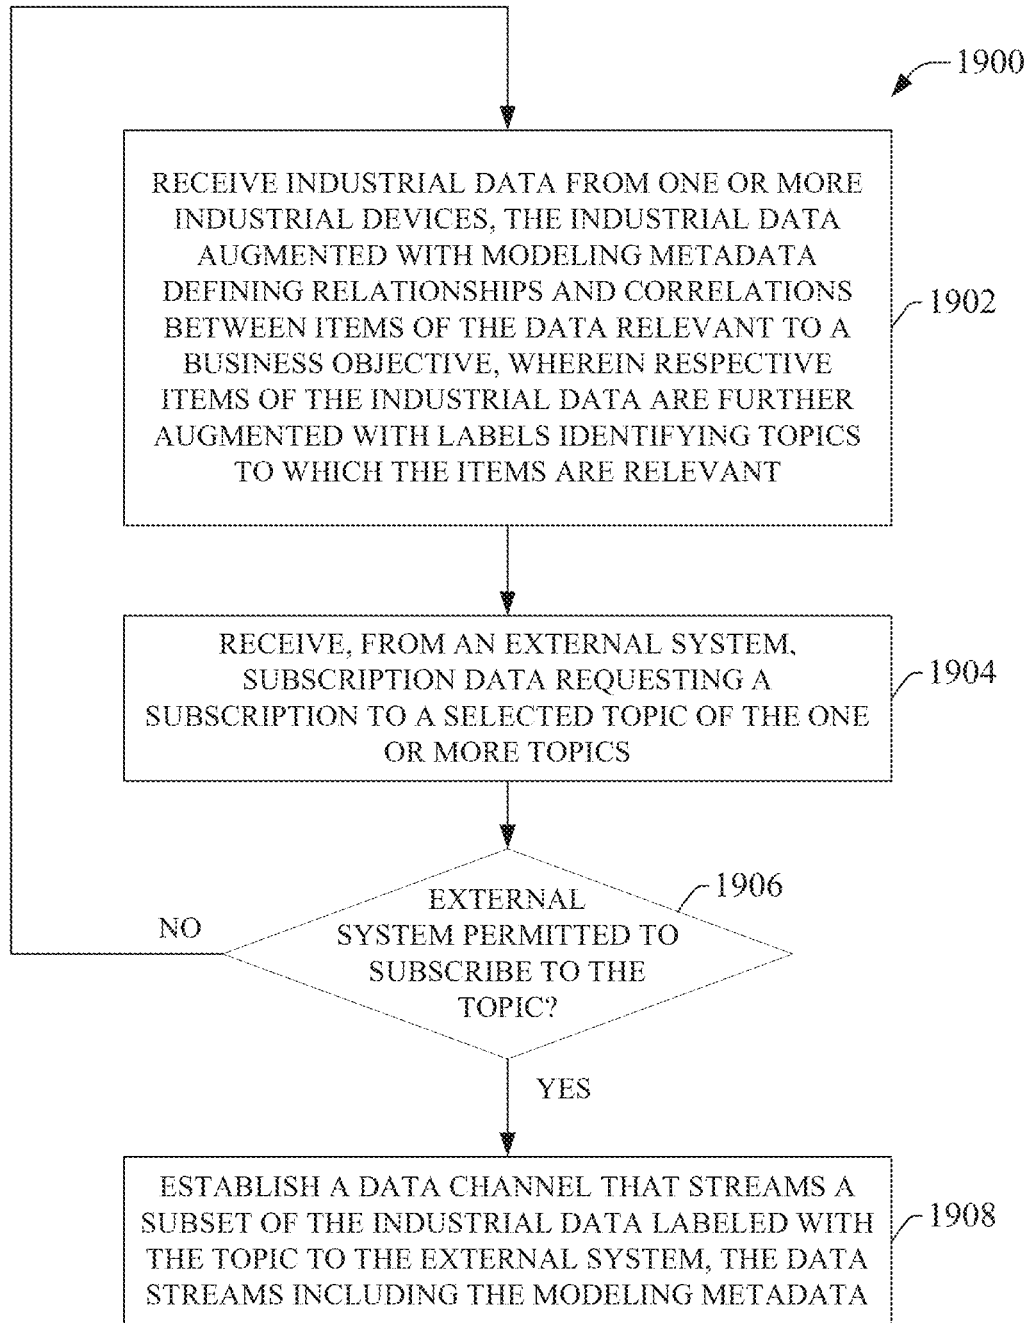 1900
RECEIVE INDUSTRIAL DATA FROM ONE OR MORE
INDUSTRIAL DEVICES, THE INDUSTRIAL DATA
AUGMENTED WITH MODELING METADATA
DEFINING RELATIONSHIPS AND CORRELATIONS
BETWEEN ITEMS OF THE DATA RELEVANT TO A
BUSINESS OBJECTIVE, WHEREIN RESPECTIVE
ITEMS OF THE INDUSTRIAL DATA ARE FURTHER
AUGMENTED WITH LABELS IDENTIFYING TOPICS
TO WHICH THE ITEMS ARE RELEVANT
1902
RECEIVE, FROM AN EXTERNAL SYSTEM,
SUBSCRIPTION DATA REQUESTING A
SUBSCRIPTION TO A SELECTED TOPIC OF THE ONE
OR MORE TOPICS
1904
EXTERNAL
SYSTEM PERMITTED TO
SUBSCRIBE TO THE
TOPIC?
1906
NO
YES
ESTABLISH A DATA CHANNEL THAT STREAMS A
SUBSET OF THE INDUSTRIAL DATA LABELED WITH
THE TOPIC TO THE EXTERNAL SYSTEM, THE DATA
STREAMS INCLUDING THE MODELING METADATA
1908